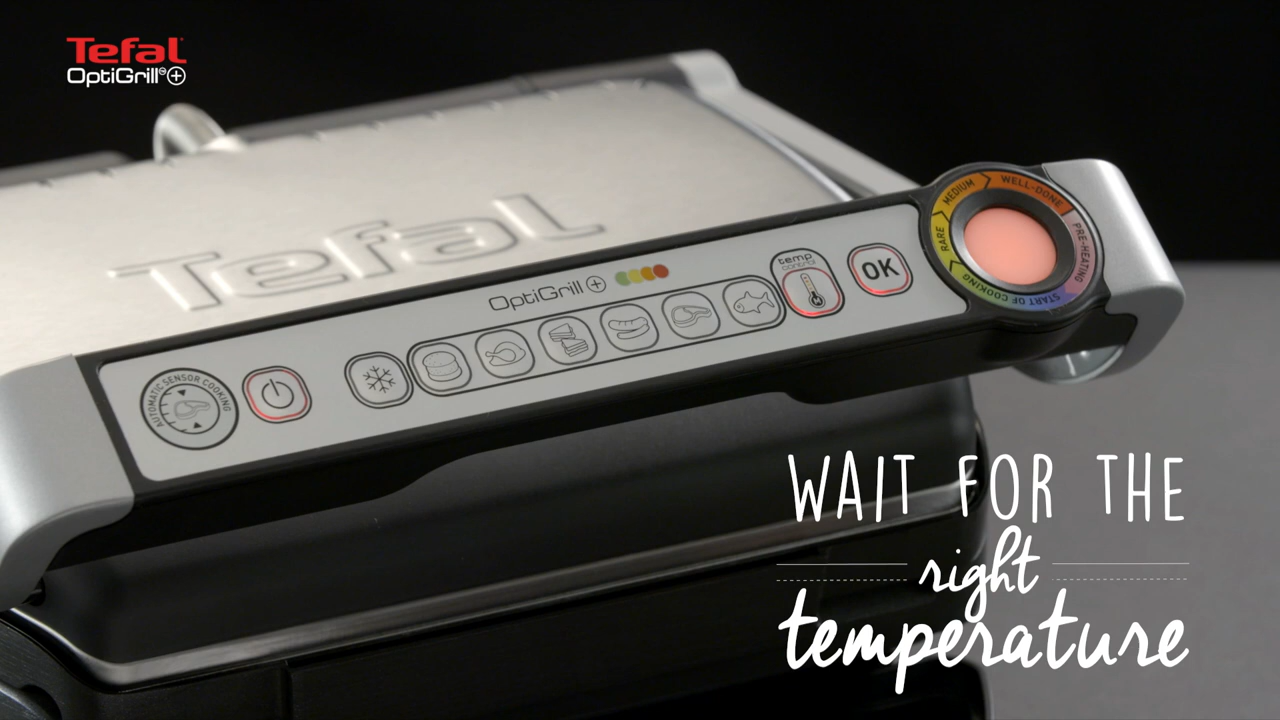 Tefal
OptiGrill®+
Tefal
OptiGrill +
temp
control
OK
AUTOMATIC SENSOR COOKING
RARE
MEDIUM
WELL-DONE
PRE-HEATING
START OF COOKING
WAIT FOR THE
right
temperature